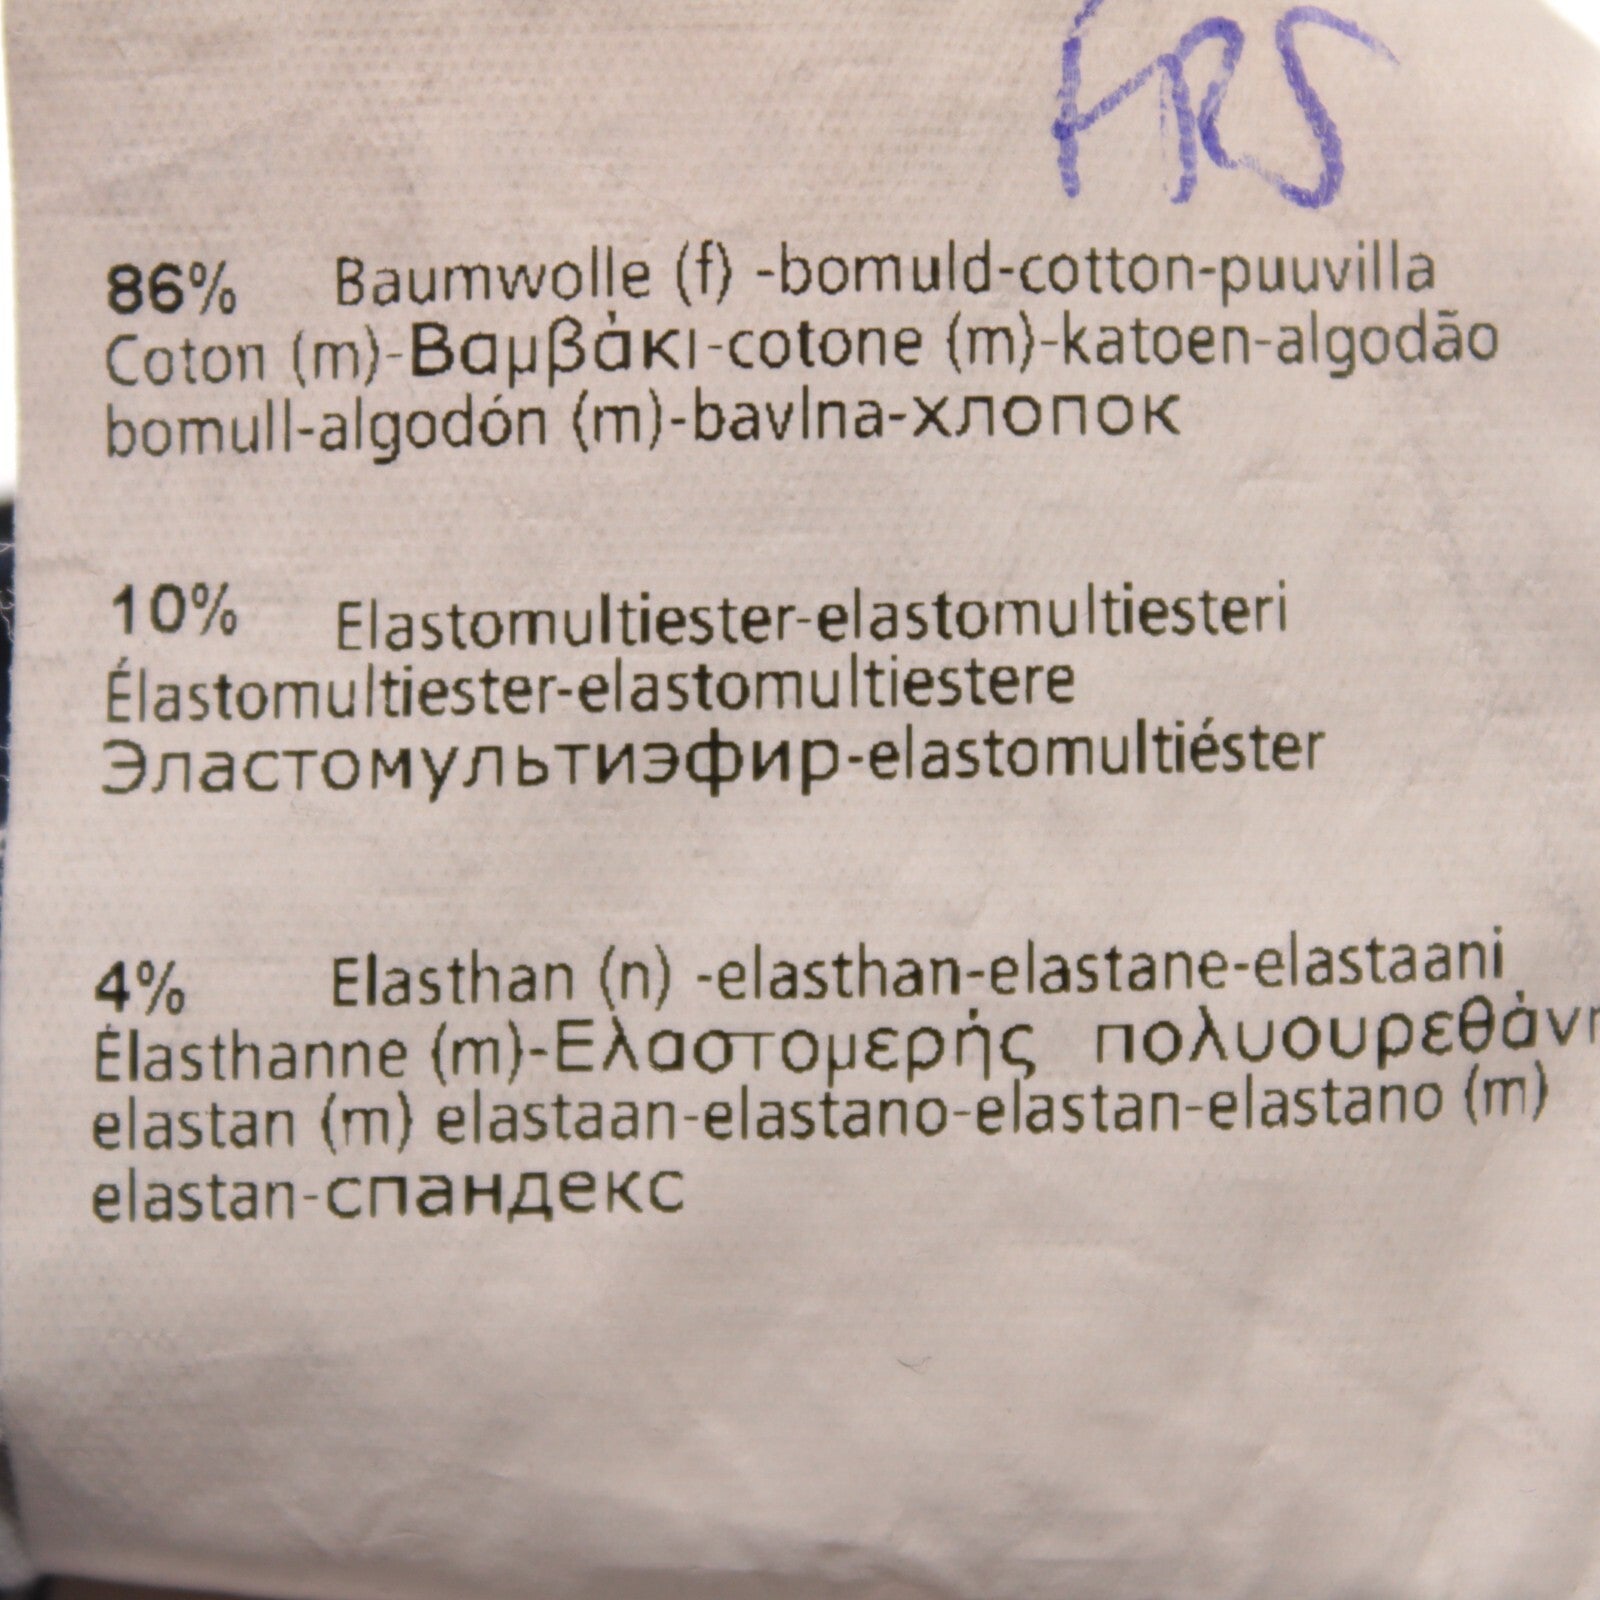 HRS
86% Baumwolle (f) -bomuld-cotton-puuvilla
Coton (m)-Βαμβάκι-cotone (m)-katoen-algodão
bomull-algodón (m)-bavlna-хлопок
10% Elastomultiester-elastomultiesteri
Élastomultiester-elastomultiestere
Эластомультиэфир-elastomultiéster
4% Elasthan (n) -elasthan-elastane-elastaani
Élasthanne (m)-Ελαστομερής
elastan (m) elastaan-elastano-elastan-elastano (m)
elastan-спандекс